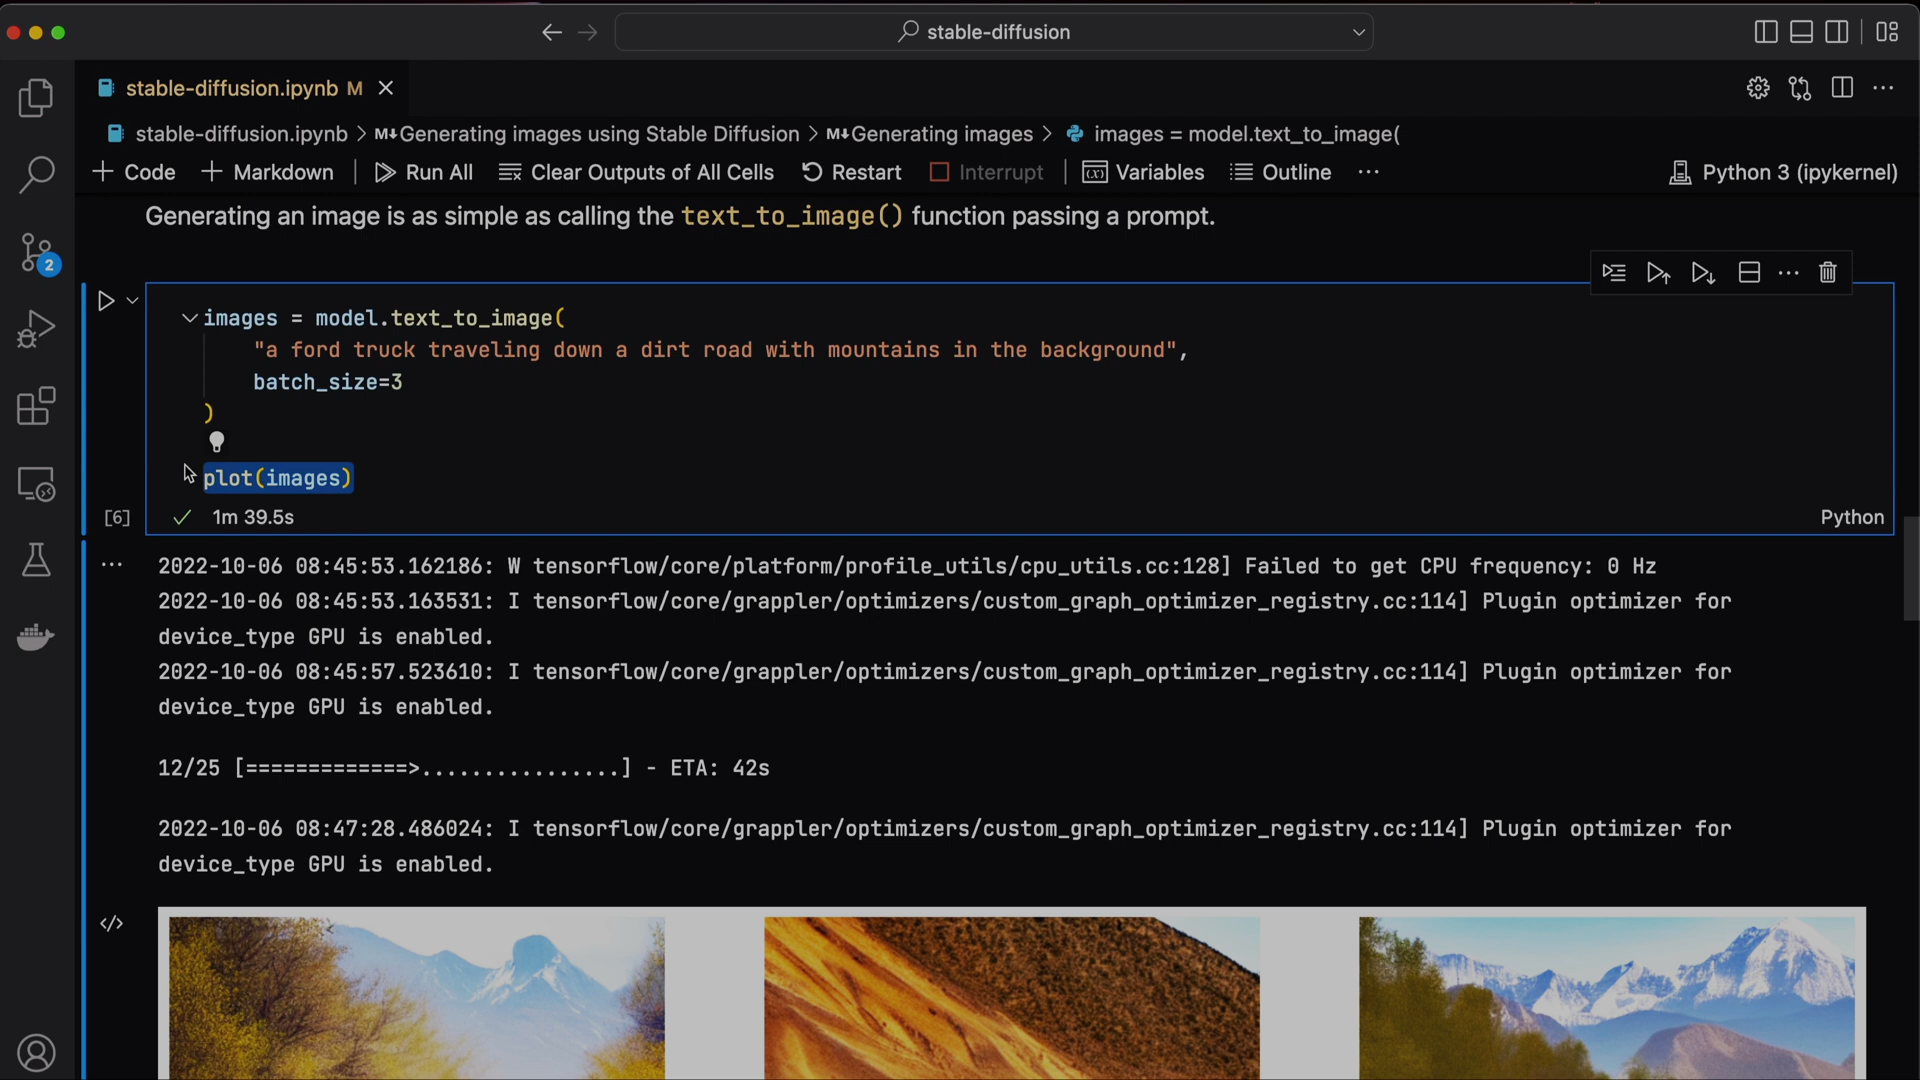 stable-diffusion
stable-diffusion.ipynb M
stable-diffusion.ipynb > M↓Generating images using Stable Diffusion > M↓Generating images > images = model.text_to_image(
+ Code + Markdown | Run All Clear Outputs of All Cells Restart Interrupt | Variables Outline ··· Python 3 (ipykernel)
Generating an image is as simple as calling the text_to_image() function passing a prompt.
images = model.text_to_image(
"a ford truck traveling down a dirt road with mountains in the background",
batch_size=3
)
plot(images)
[6] ✓ 1m 39.5s Python
2022-10-06 08:45:53.162186: W tensorflow/core/platform/profile_utils/cpu_utils.cc:128] Failed to get CPU frequency: 0 Hz
2022-10-06 08:45:53.163531: I tensorflow/core/grappler/optimizers/custom_graph_optimizer_registry.cc:114] Plugin optimizer for
device_type GPU is enabled.
2022-10-06 08:45:57.523610: I tensorflow/core/grappler/optimizers/custom_graph_optimizer_registry.cc:114] Plugin optimizer for
device_type GPU is enabled.
12/25 [=============>................] - ETA: 42s
2022-10-06 08:47:28.486024: I tensorflow/core/grappler/optimizers/custom_graph_optimizer_registry.cc:114] Plugin optimizer for
device_type GPU is enabled.
2